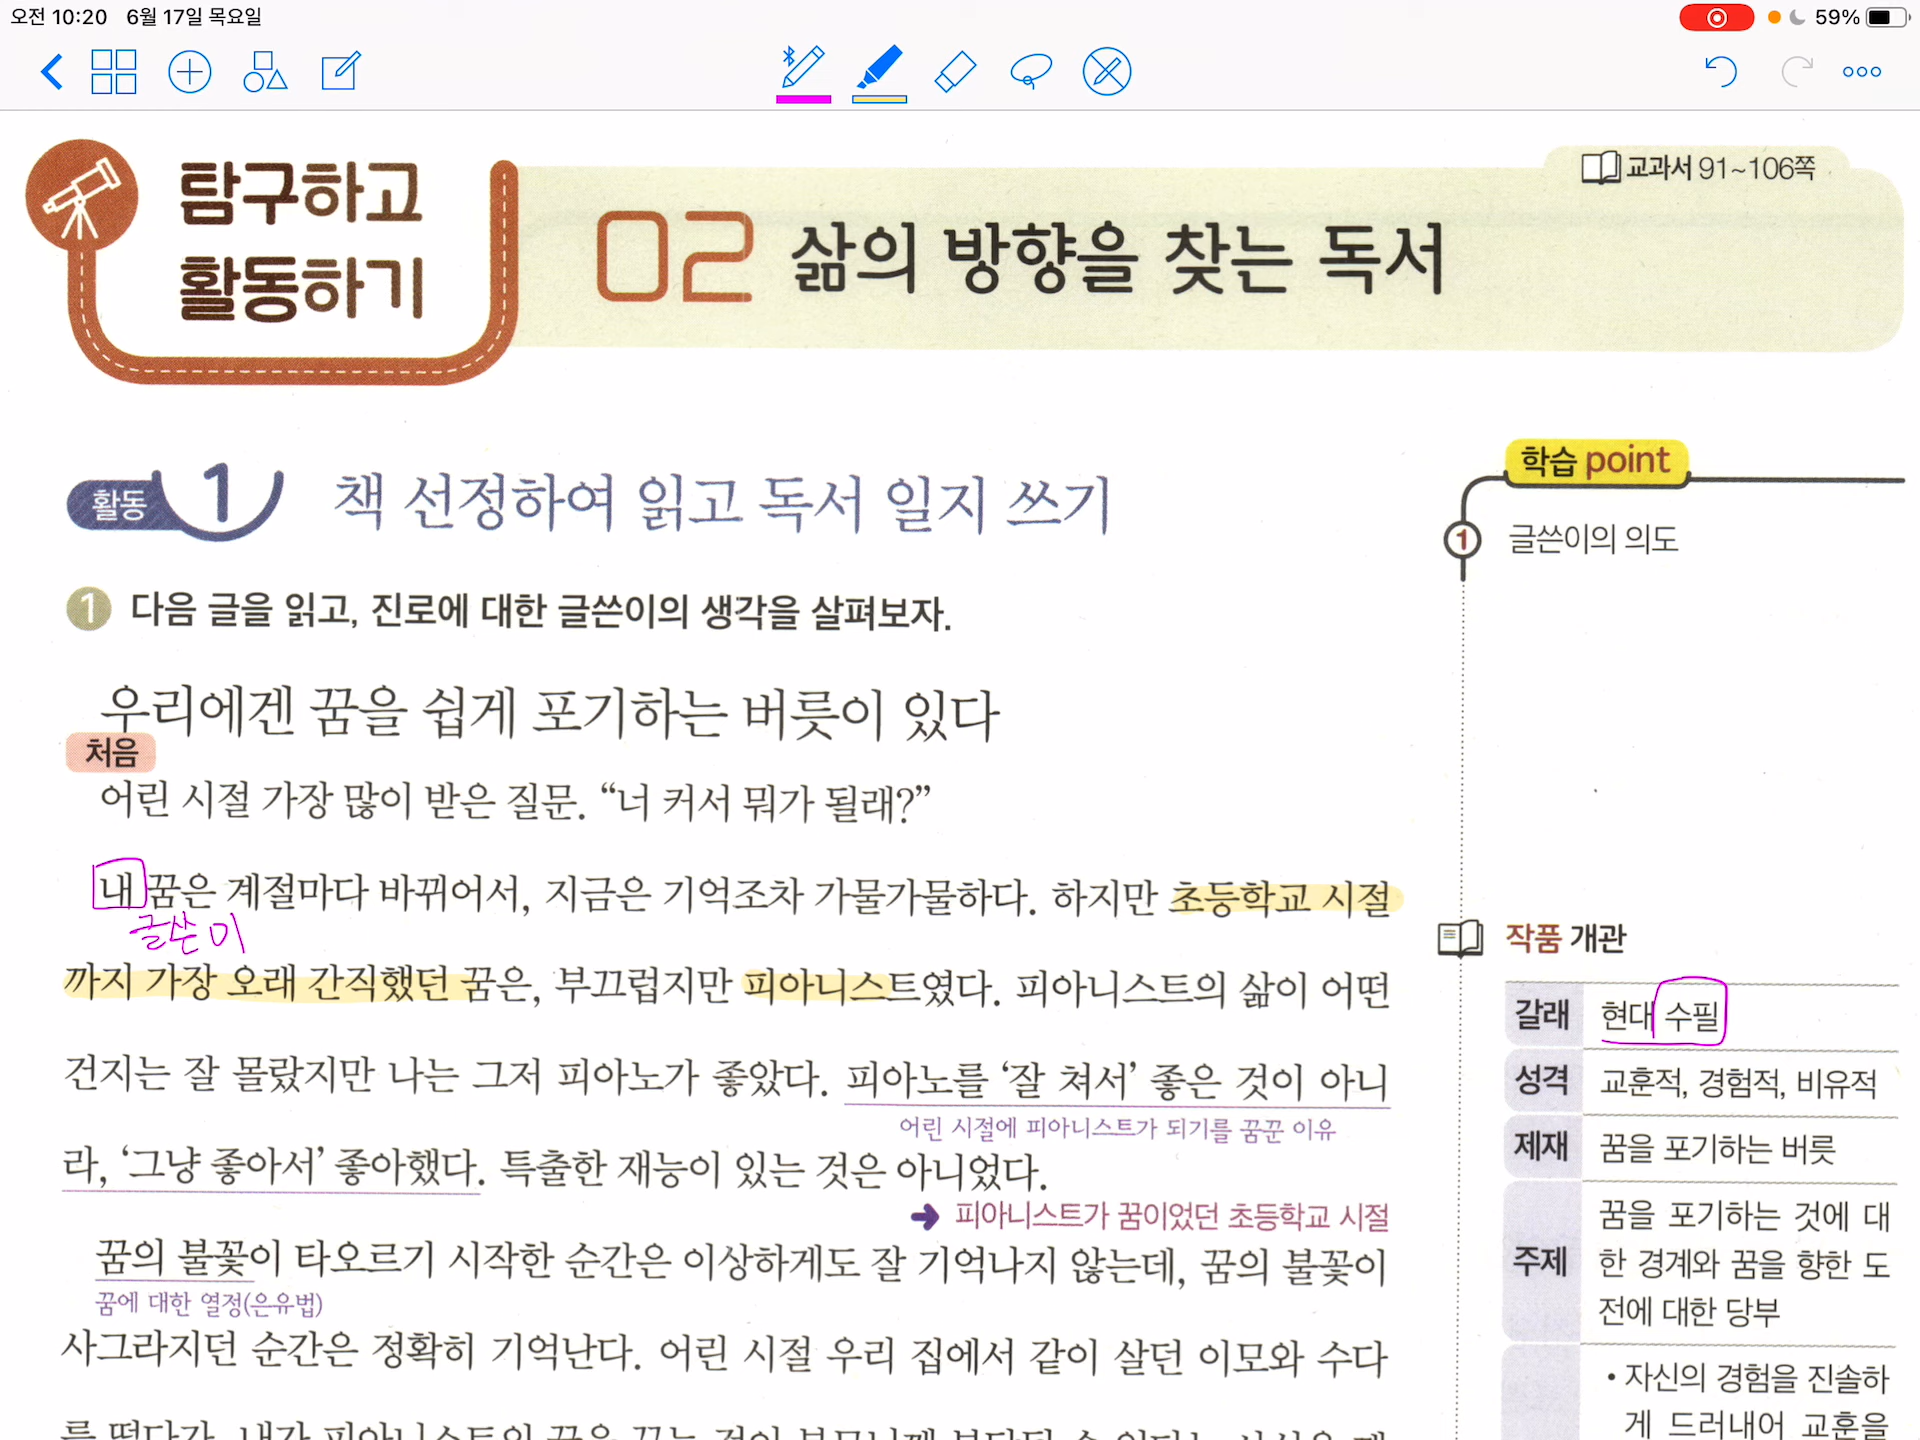 오전 10:20 6월 17일 목요일
59%
탐구하고
활동하기
교과서 91~106쪽
02 삶의 방향을 찾는 독서
활동 1 책 선정하여 읽고 독서 일지 쓰기
1 다음 글을 읽고, 진로에 대한 글쓴이의 생각을 살펴보자.
우리에겐 꿈을 쉽게 포기하는 버릇이 있다
처음
어린 시절 가장 많이 받은 질문. “너 커서 뭐가 될래?”
내 꿈은 계절마다 바뀌어서, 지금은 기억조차 가물가물하다. 하지만 초등학교 시절
글쓴이
까지 가장 오래 간직했던 꿈은, 부끄럽지만 피아니스트였다. 피아니스트의 삶이 어떤
건지는 잘 몰랐지만 나는 그저 피아노가 좋았다. 피아노를 ‘잘 쳐서’ 좋은 것이 아니
어린 시절에 피아니스트가 되기를 꿈꾼 이유
라, ‘그냥 좋아서’ 좋아했다. 특출한 재능이 있는 것은 아니었다.
➜ 피아니스트가 꿈이었던 초등학교 시절
꿈의 불꽃이 타오르기 시작한 순간은 이상하게도 잘 기억나지 않는데, 꿈의 불꽃이
꿈에 대한 열정(은유법)
사그라지던 순간은 정확히 기억난다. 어린 시절 우리 집에서 같이 살던 이모와 수다
학습 point
1 글쓴이의 의도
작품 개관
갈래 현대 수필
성격 교훈적, 경험적, 비유적
제재 꿈을 포기하는 버릇
주제 꿈을 포기하는 것에 대
한 경계와 꿈을 향한 도
전에 대한 당부
• 자신의 경험을 진솔하
게 드러내어 교훈을